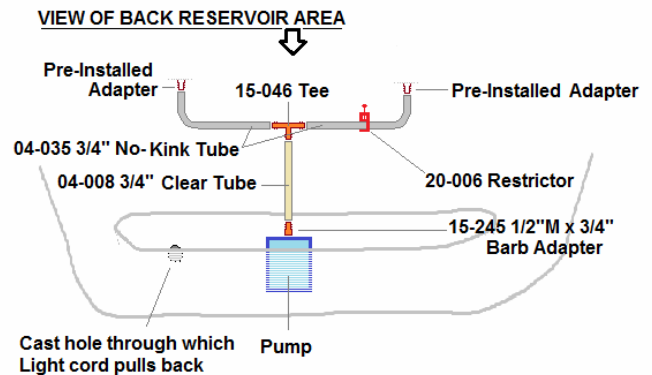 VIEW OF BACK RESERVOIR AREA
Pre-Installed
Adapter
15-046 Tee
Pre-Installed Adapter
04-035 3/4" No-Kink Tube
04-008 3/4" Clear Tube
20-006 Restrictor
15-245 1/2"M x 3/4"
Barb Adapter
Cast hole through which
Light cord pulls back
Pump